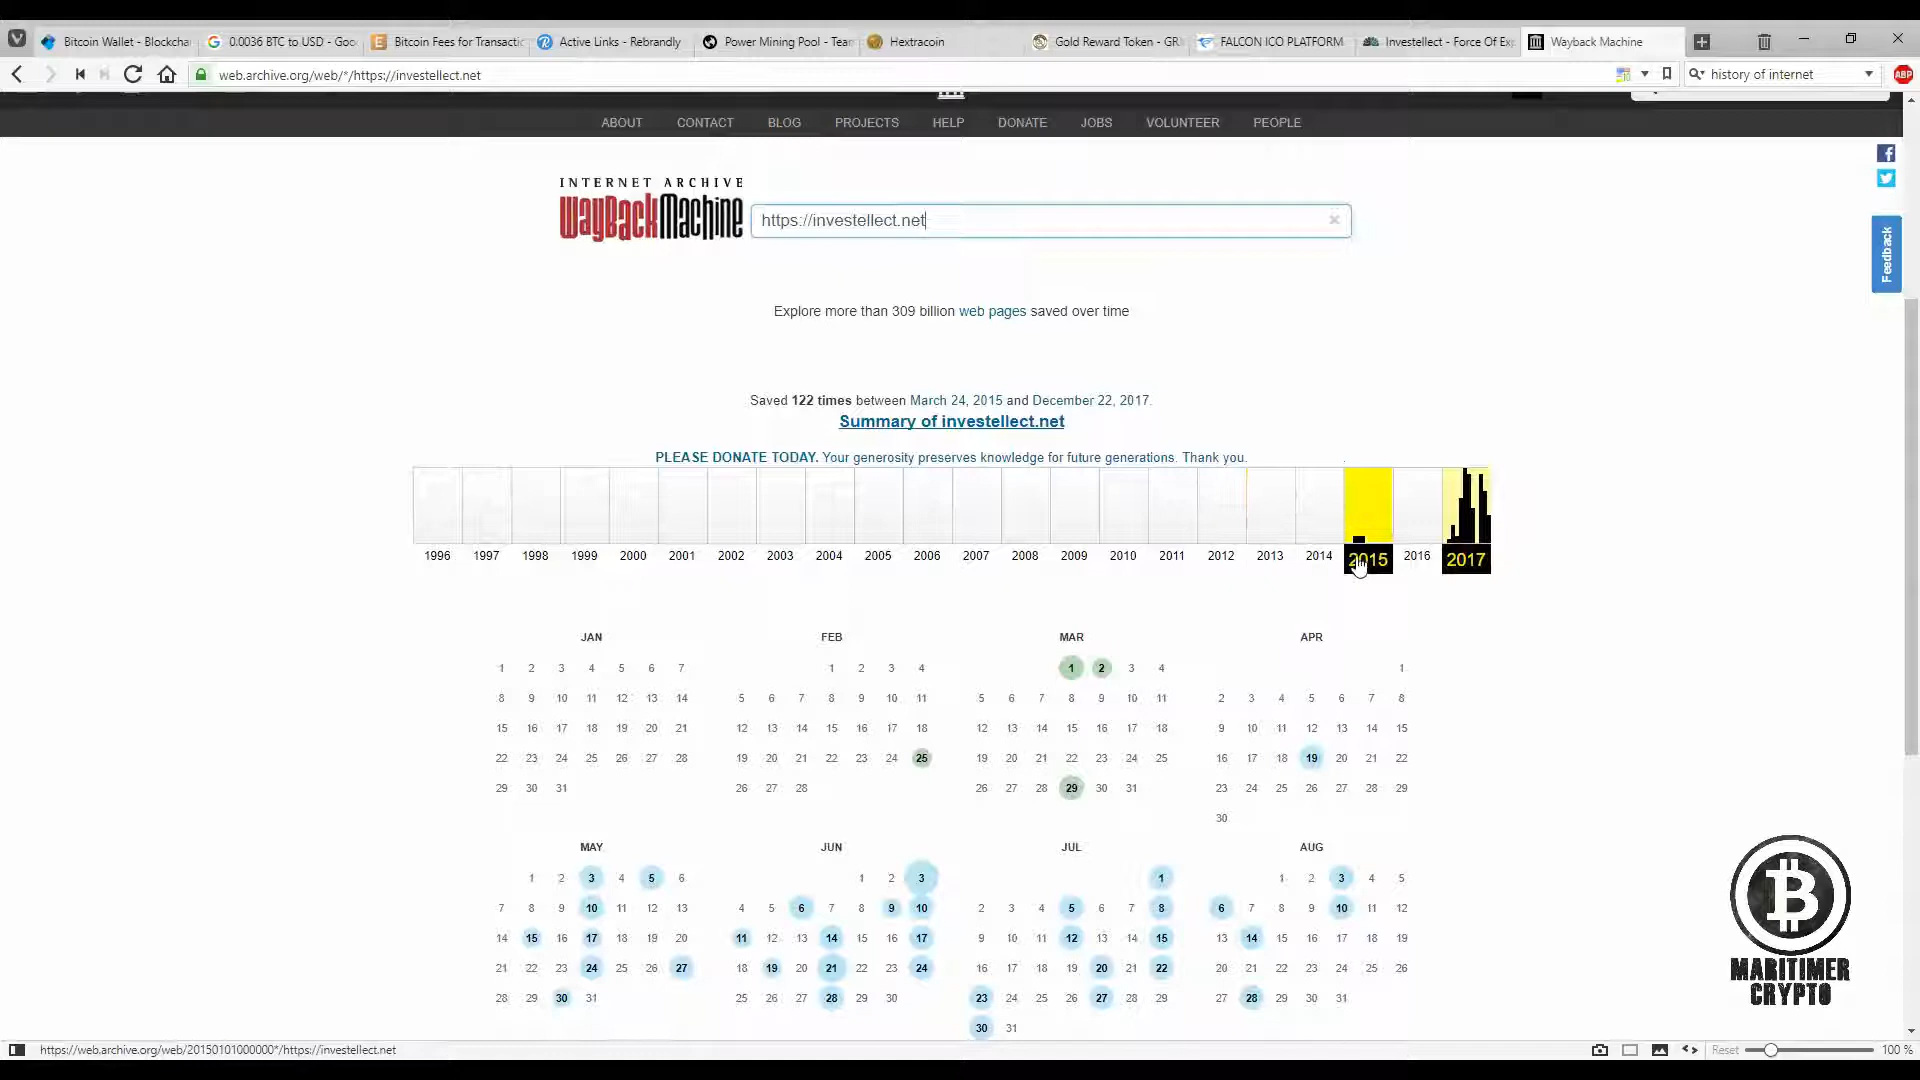 Bitcoin Wallet - Blockcha
0.0036 BTC to USD - Goo
Bitcoin Fees for Transactic
Active Links - Rebrandly
Power Mining Pool - Tear
Hextracoin
Gold Reward Token - GR
FALCON ICO PLATFORM
Investellect - Force Of Ex
Wayback Machine
web.archive.org/web/*/https://investellect.net
history of internet
ABP
ABOUT CONTACT BLOG PROJECTS HELP DONATE JOBS VOLUNTEER PEOPLE
INTERNET ARCHIVE
WayBackMachine
https://investellect.net
Feedback
Explore more than 309 billion web pages saved over time
Saved 122 times between March 24, 2015 and December 22, 2017.
Summary of investellect.net
PLEASE DONATE TODAY. Your generosity preserves knowledge for future generations. Thank you.
1996 1997 1998 1999 2000 2001 2002 2003 2004 2005 2006 2007 2008 2009 2010 2011 2012 2013 2014 2015 2016 2017
JAN FEB MAR APR
1 2 3 4 5 6 7 1 2 3 4 1 2 3 4 1
8 9 10 11 12 13 14 5 6 7 8 9 10 11 5 6 7 8 9 10 11 2 3 4 5 6 7 8
15 16 17 18 19 20 21 12 13 14 15 16 17 18 12 13 14 15 16 17 18 9 10 11 12 13 14 15
22 23 24 25 26 27 28 19 20 21 22 23 24 25 19 20 21 22 23 24 25 16 17 18 19 20 21 22
29 30 31 26 27 28 26 27 28 29 30 31 23 24 25 26 27 28 29
30
MAY JUN JUL AUG
1 2 3 4 5 6 1 2 3 1 1 2 3 4 5
7 8 9 10 11 12 13 4 5 6 7 8 9 10 2 3 4 5 6 7 8 6 7 8 9 10 11 12
14 15 16 17 18 19 20 11 12 13 14 15 16 17 9 10 11 12 13 14 15 13 14 15 16 17 18 19
21 22 23 24 25 26 27 18 19 20 21 22 23 24 16 17 18 19 20 21 22 20 21 22 23 24 25 26
28 29 30 31 25 26 27 28 29 30 23 24 25 26 27 28 29 27 28 29 30 31
30 31
MARITIMER
CRYPTO
https://web.archive.org/web/20150101000000*/https://investellect.net
Reset
100 %